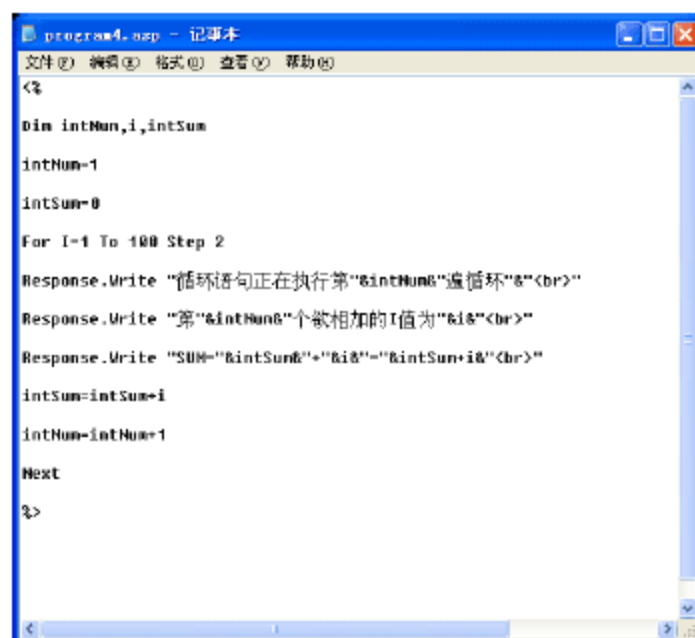 program4.asp - 记事本
文件(F) 编辑(E) 格式(O) 查看(V) 帮助(H)
<%
Dim intNum,i,intSum
intNum=1
intSum=0
For I=1 To 100 Step 2
Response.Write "循环语句正在执行第"&intNum&"遍循环"&"<br>"
Response.Write "第"&intNum&"个欲相加的I值为"&i&"<br>"
Response.Write "SUM="&intSum&"+"&i&"="&intSum+i&"<br>"
intSum=intSum+i
intNum=intNum+1
Next
%>